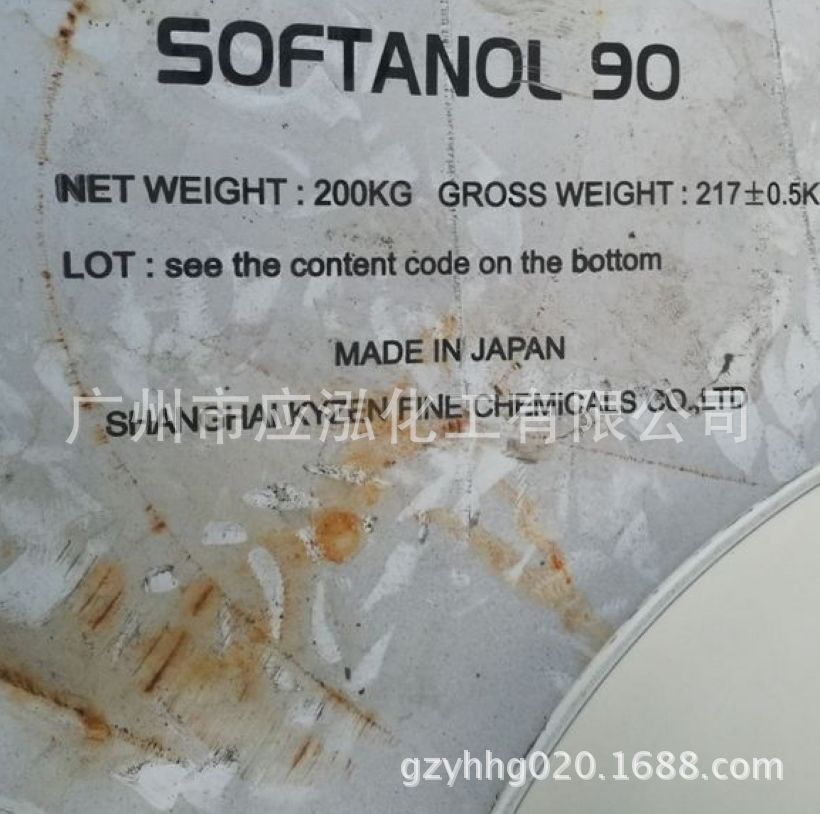 SOFTANOL 90
NET WEIGHT : 200KG GROSS WEIGHT : 217±0.5K
LOT : see the content code on the bottom
MADE IN JAPAN
SHANGHAI KYZEN FINE CHEMiCALS CO.,LTD
广州市应泓化工有限公司
gzyhhg020.1688.com